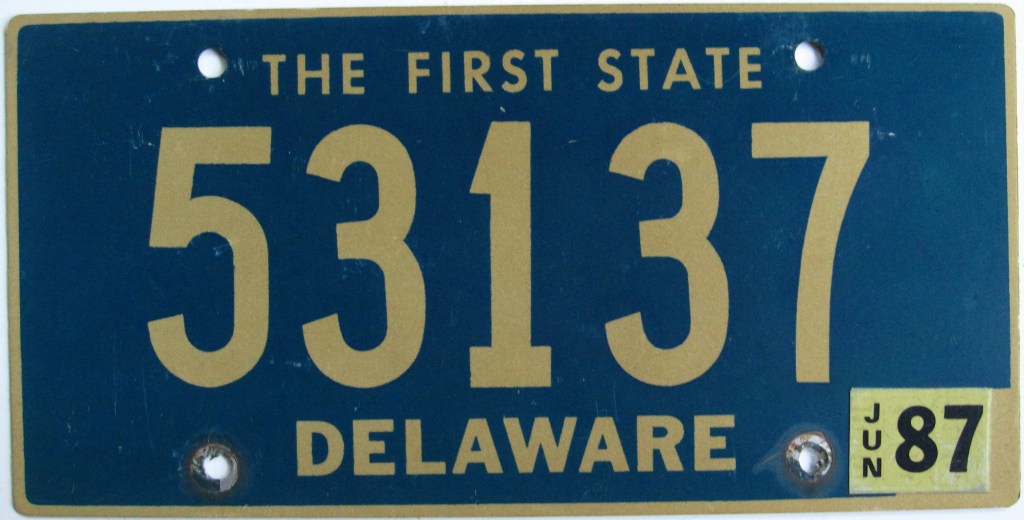 THE FIRST STATE
53137
DELAWARE
JUN 87